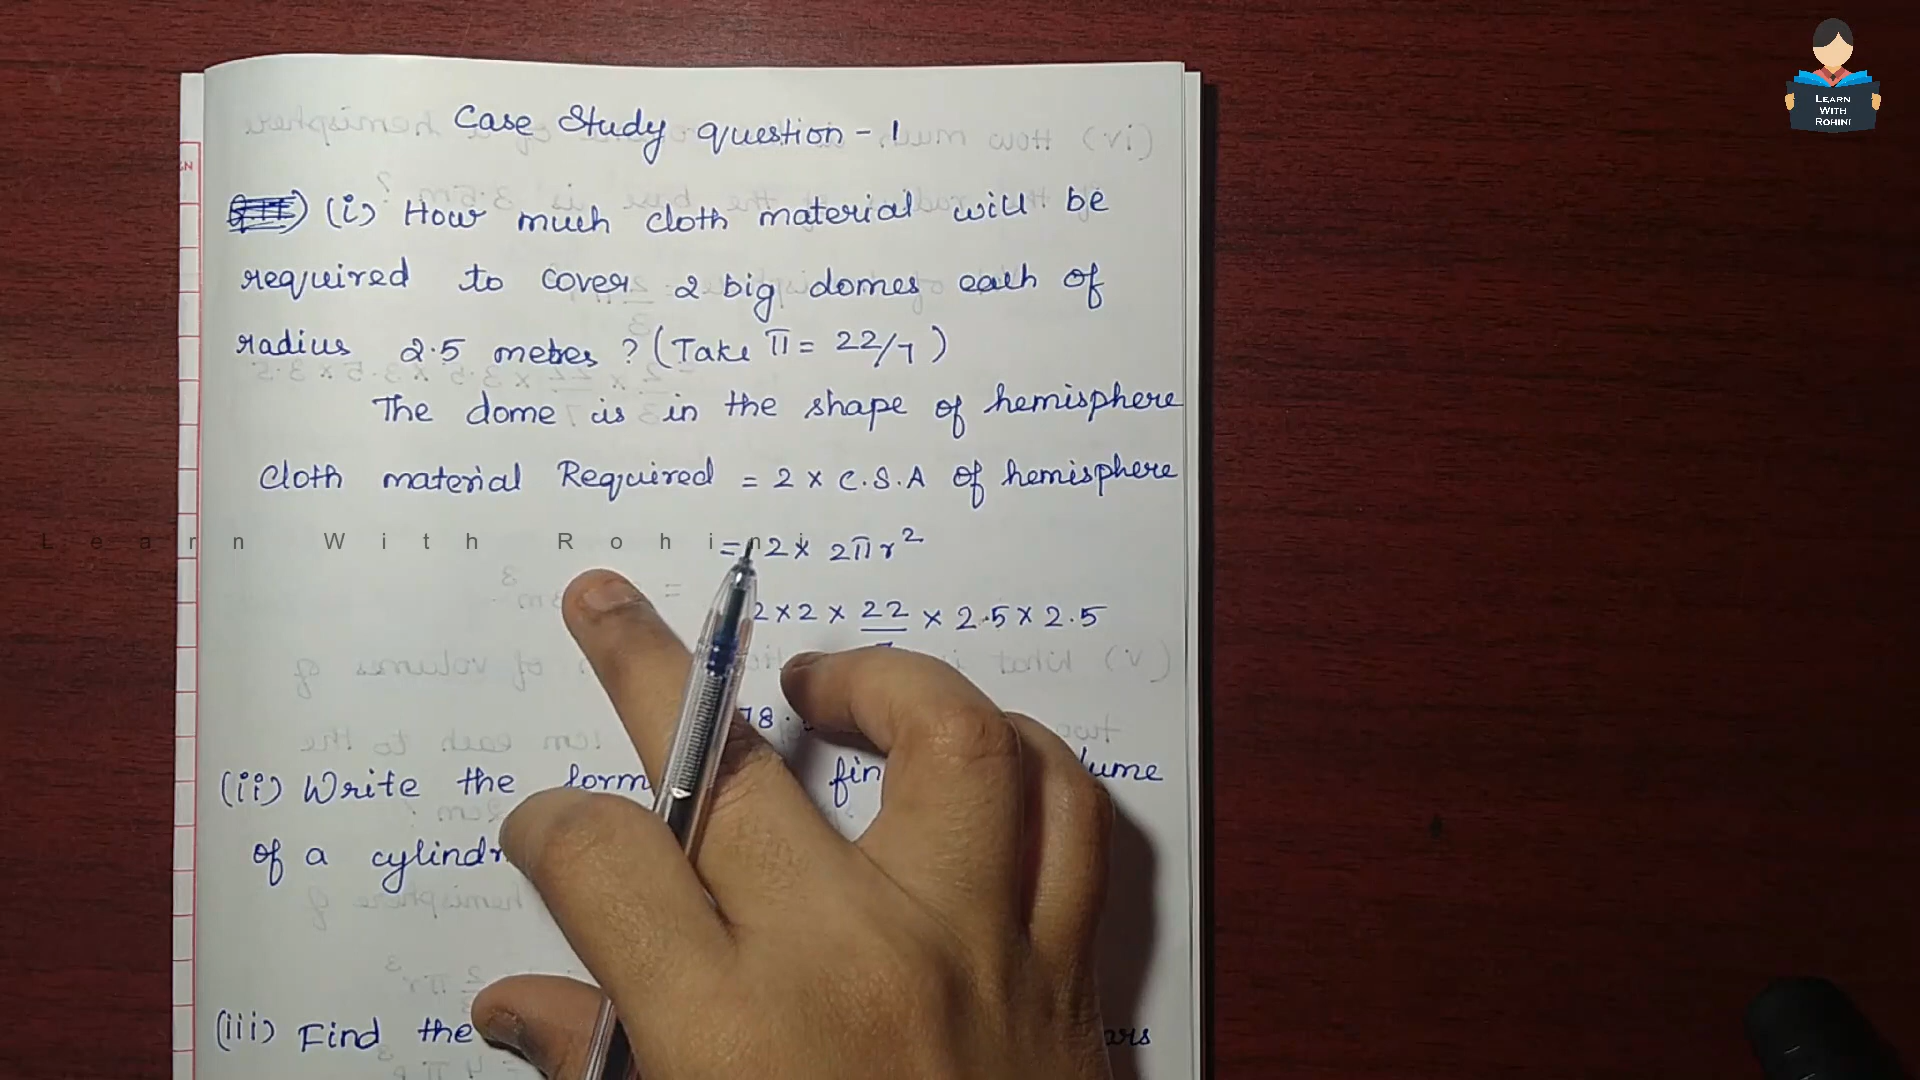 LEARN
WITH
ROHINI
Case Study question - 1
(i) How much cloth material will be
required to cover 2 big domes each of
radius 2.5 metres ? (Take π = 22/7)
The dome is in the shape of hemisphere
Cloth material Required = 2 × C.S.A of hemisphere
Learn With Rohini
= 2 × 2πr²
2 × 2 × 22 × 2.5 × 2.5
78.
(ii) Write the
of a
(iii) Find the